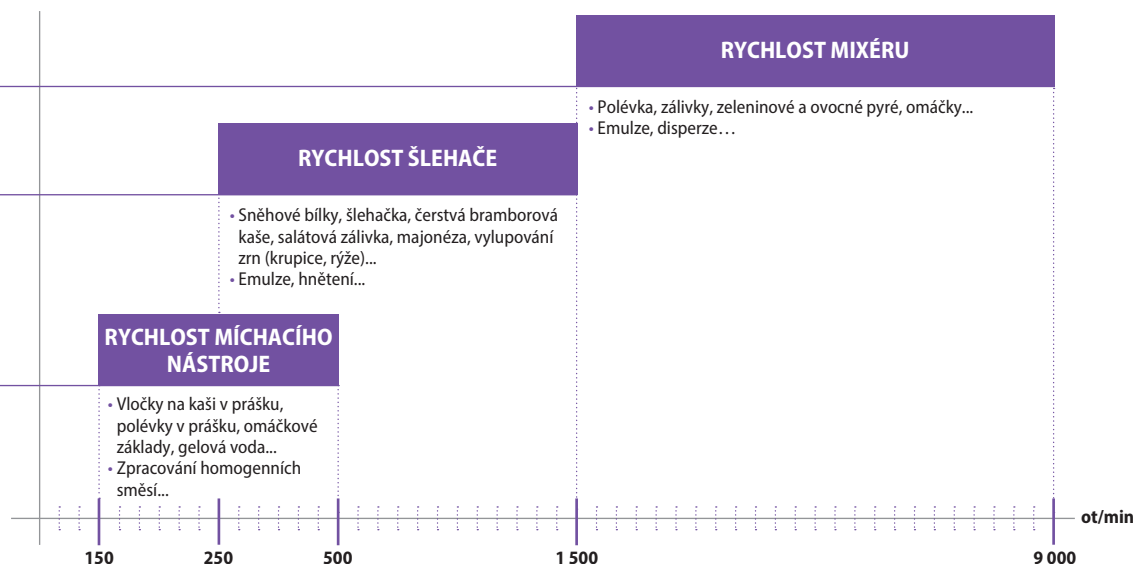 RYCHLOST MIXÉRU
• Polévka, zálivky, zeleninové a ovocné pyré, omáčky...
• Emulze, disperze…
RYCHLOST ŠLEHAČE
• Sněhové bílky, šlehačka, čerstvá bramborová
kaše, salátová zálivka, majonéza, vylupování
zrn (krupice, rýže)...
• Emulze, hnětení...
RYCHLOST MÍCHACÍHO
NÁSTROJE
• Vločky na kaši v prášku,
polévky v prášku, omáčkové
základy, gelová voda...
• Zpracování homogenních
směsí...
ot/min
150 250 500 1 500 9 000